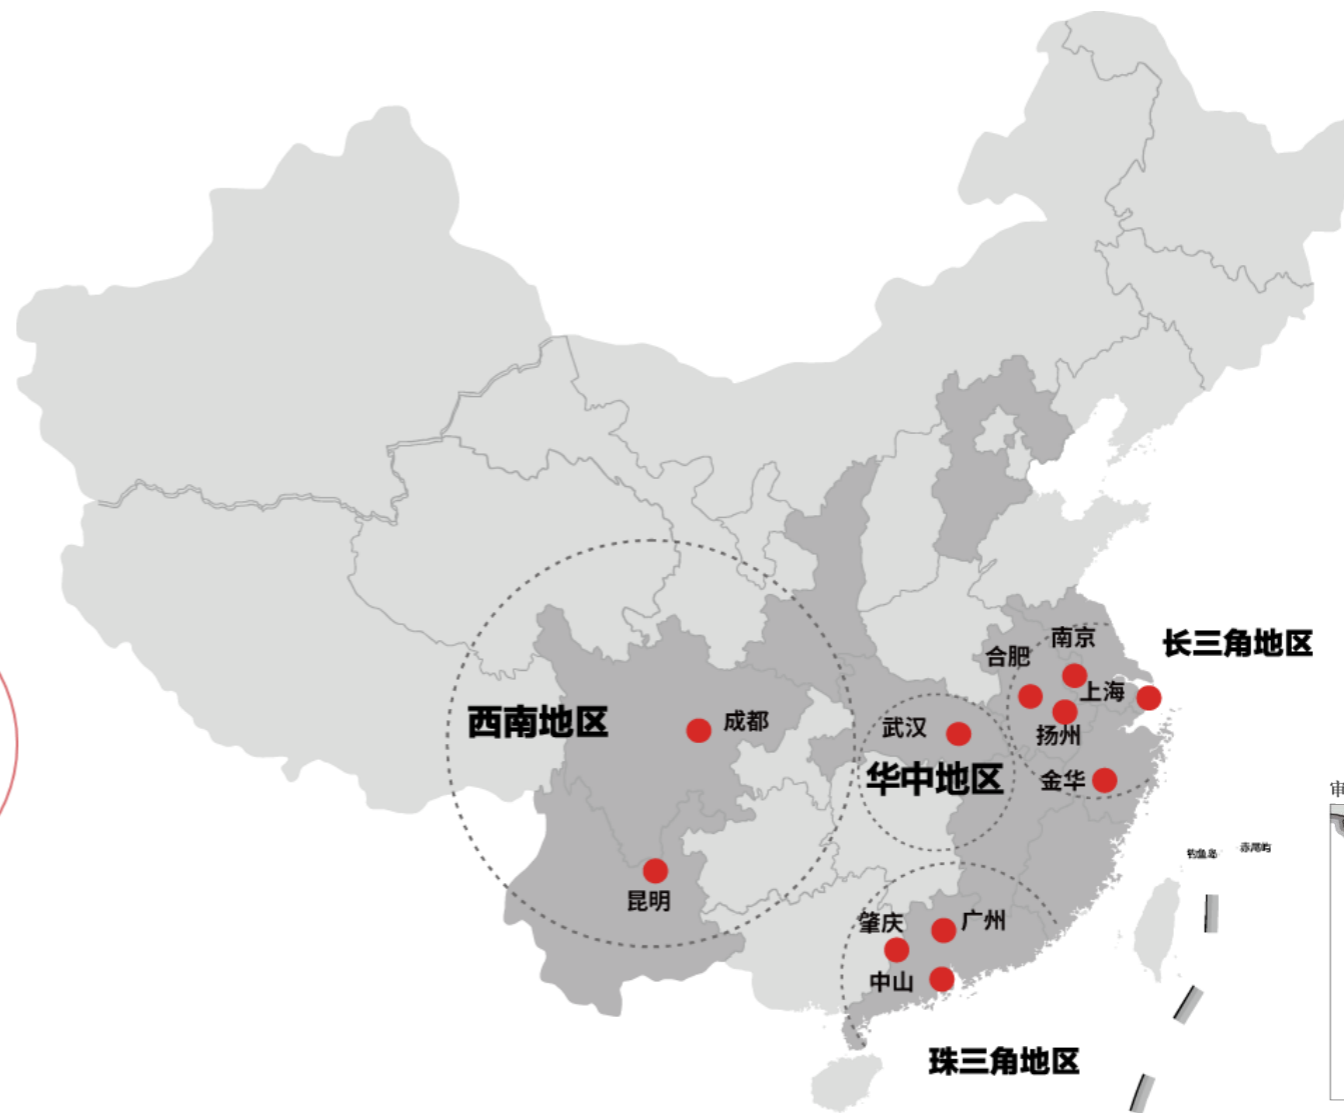 南京
长三角地区
合肥
上海
西南地区
成都
武汉
扬州
华中地区
金华
审
钓鱼岛
赤尾屿
昆明
肇庆
广州
中山
珠三角地区